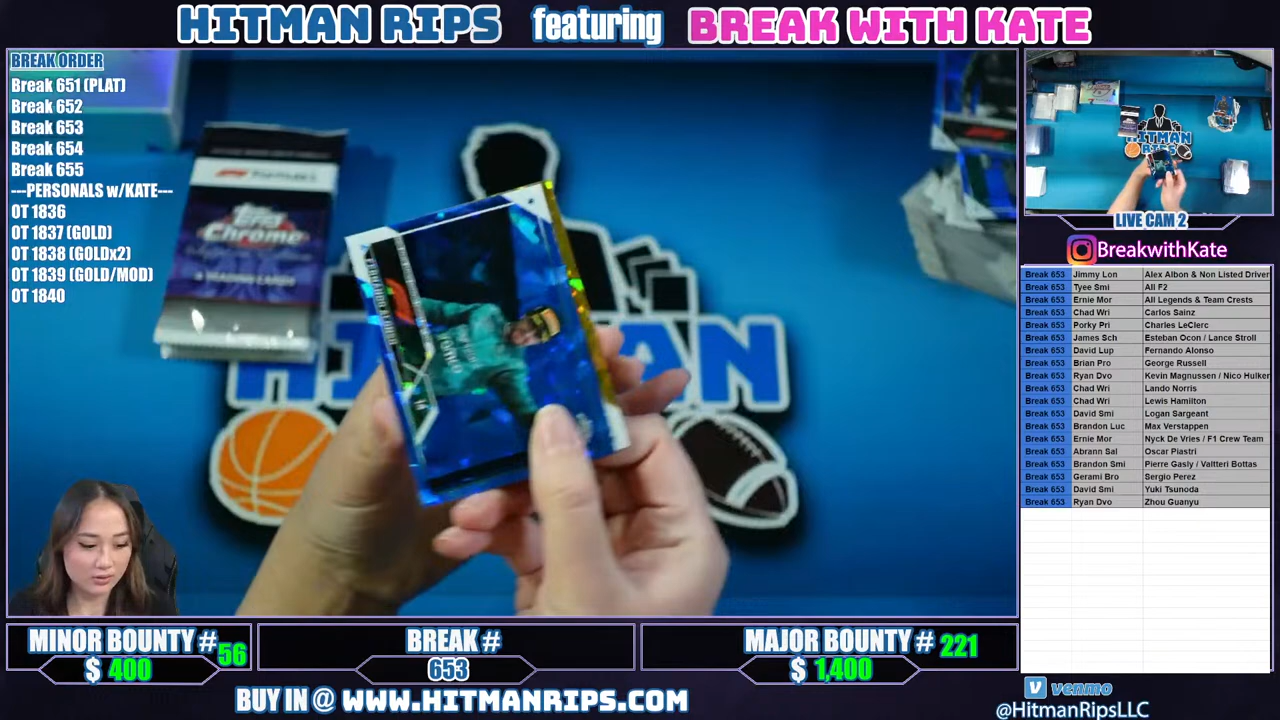 HITMAN RIPS featuring BREAK WITH KATE
BREAK ORDER
Break 651 (PLAT)
Break 652
Break 653
Break 654
Break 655
---PERSONALS w/KATE---
OT 1836
OT 1837 (GOLD)
OT 1838 (GOLDx2)
OT 1839 (GOLD/MOD)
OT 1840
Formula 1
Topps
Chrome
HITMAN
HITMAN
RIPS
LIVE CAM 2
BreakwithKate
Break 653 Jimmy Lon Alex Albon & Non Listed Driver
Break 653 Tyee Smi All F2
Break 653 Ernie Mor All Legends & Team Crests
Break 653 Chad Wri Carlos Sainz
Break 653 Porky Pri Charles LeClerc
Break 653 James Sch Esteban Ocon / Lance Stroll
Break 653 David Lup Fernando Alonso
Break 653 Brian Pro George Russell
Break 653 Ryan Dvo Kevin Magnussen / Nico Hulker
Break 653 Chad Wri Lando Norris
Break 653 Chad Wri Lewis Hamilton
Break 653 David Smi Logan Sargeant
Break 653 Brandon Luc Max Verstappen
Break 653 Ernie Mor Nyck De Vries / F1 Crew Team
Break 653 Abrann Sal Oscar Piastri
Break 653 Brandon Smi Pierre Gasly / Valtteri Bottas
Break 653 Gerami Bro Sergio Perez
Break 653 David Smi Yuki Tsunoda
Break 653 Ryan Dvo Zhou Guanyu
MINOR BOUNTY # 56
$ 400
BREAK #
653
MAJOR BOUNTY # 221
$ 1,400
BUY IN @ WWW.HITMANRIPS.COM
venmo
@HitmanRipsLLC